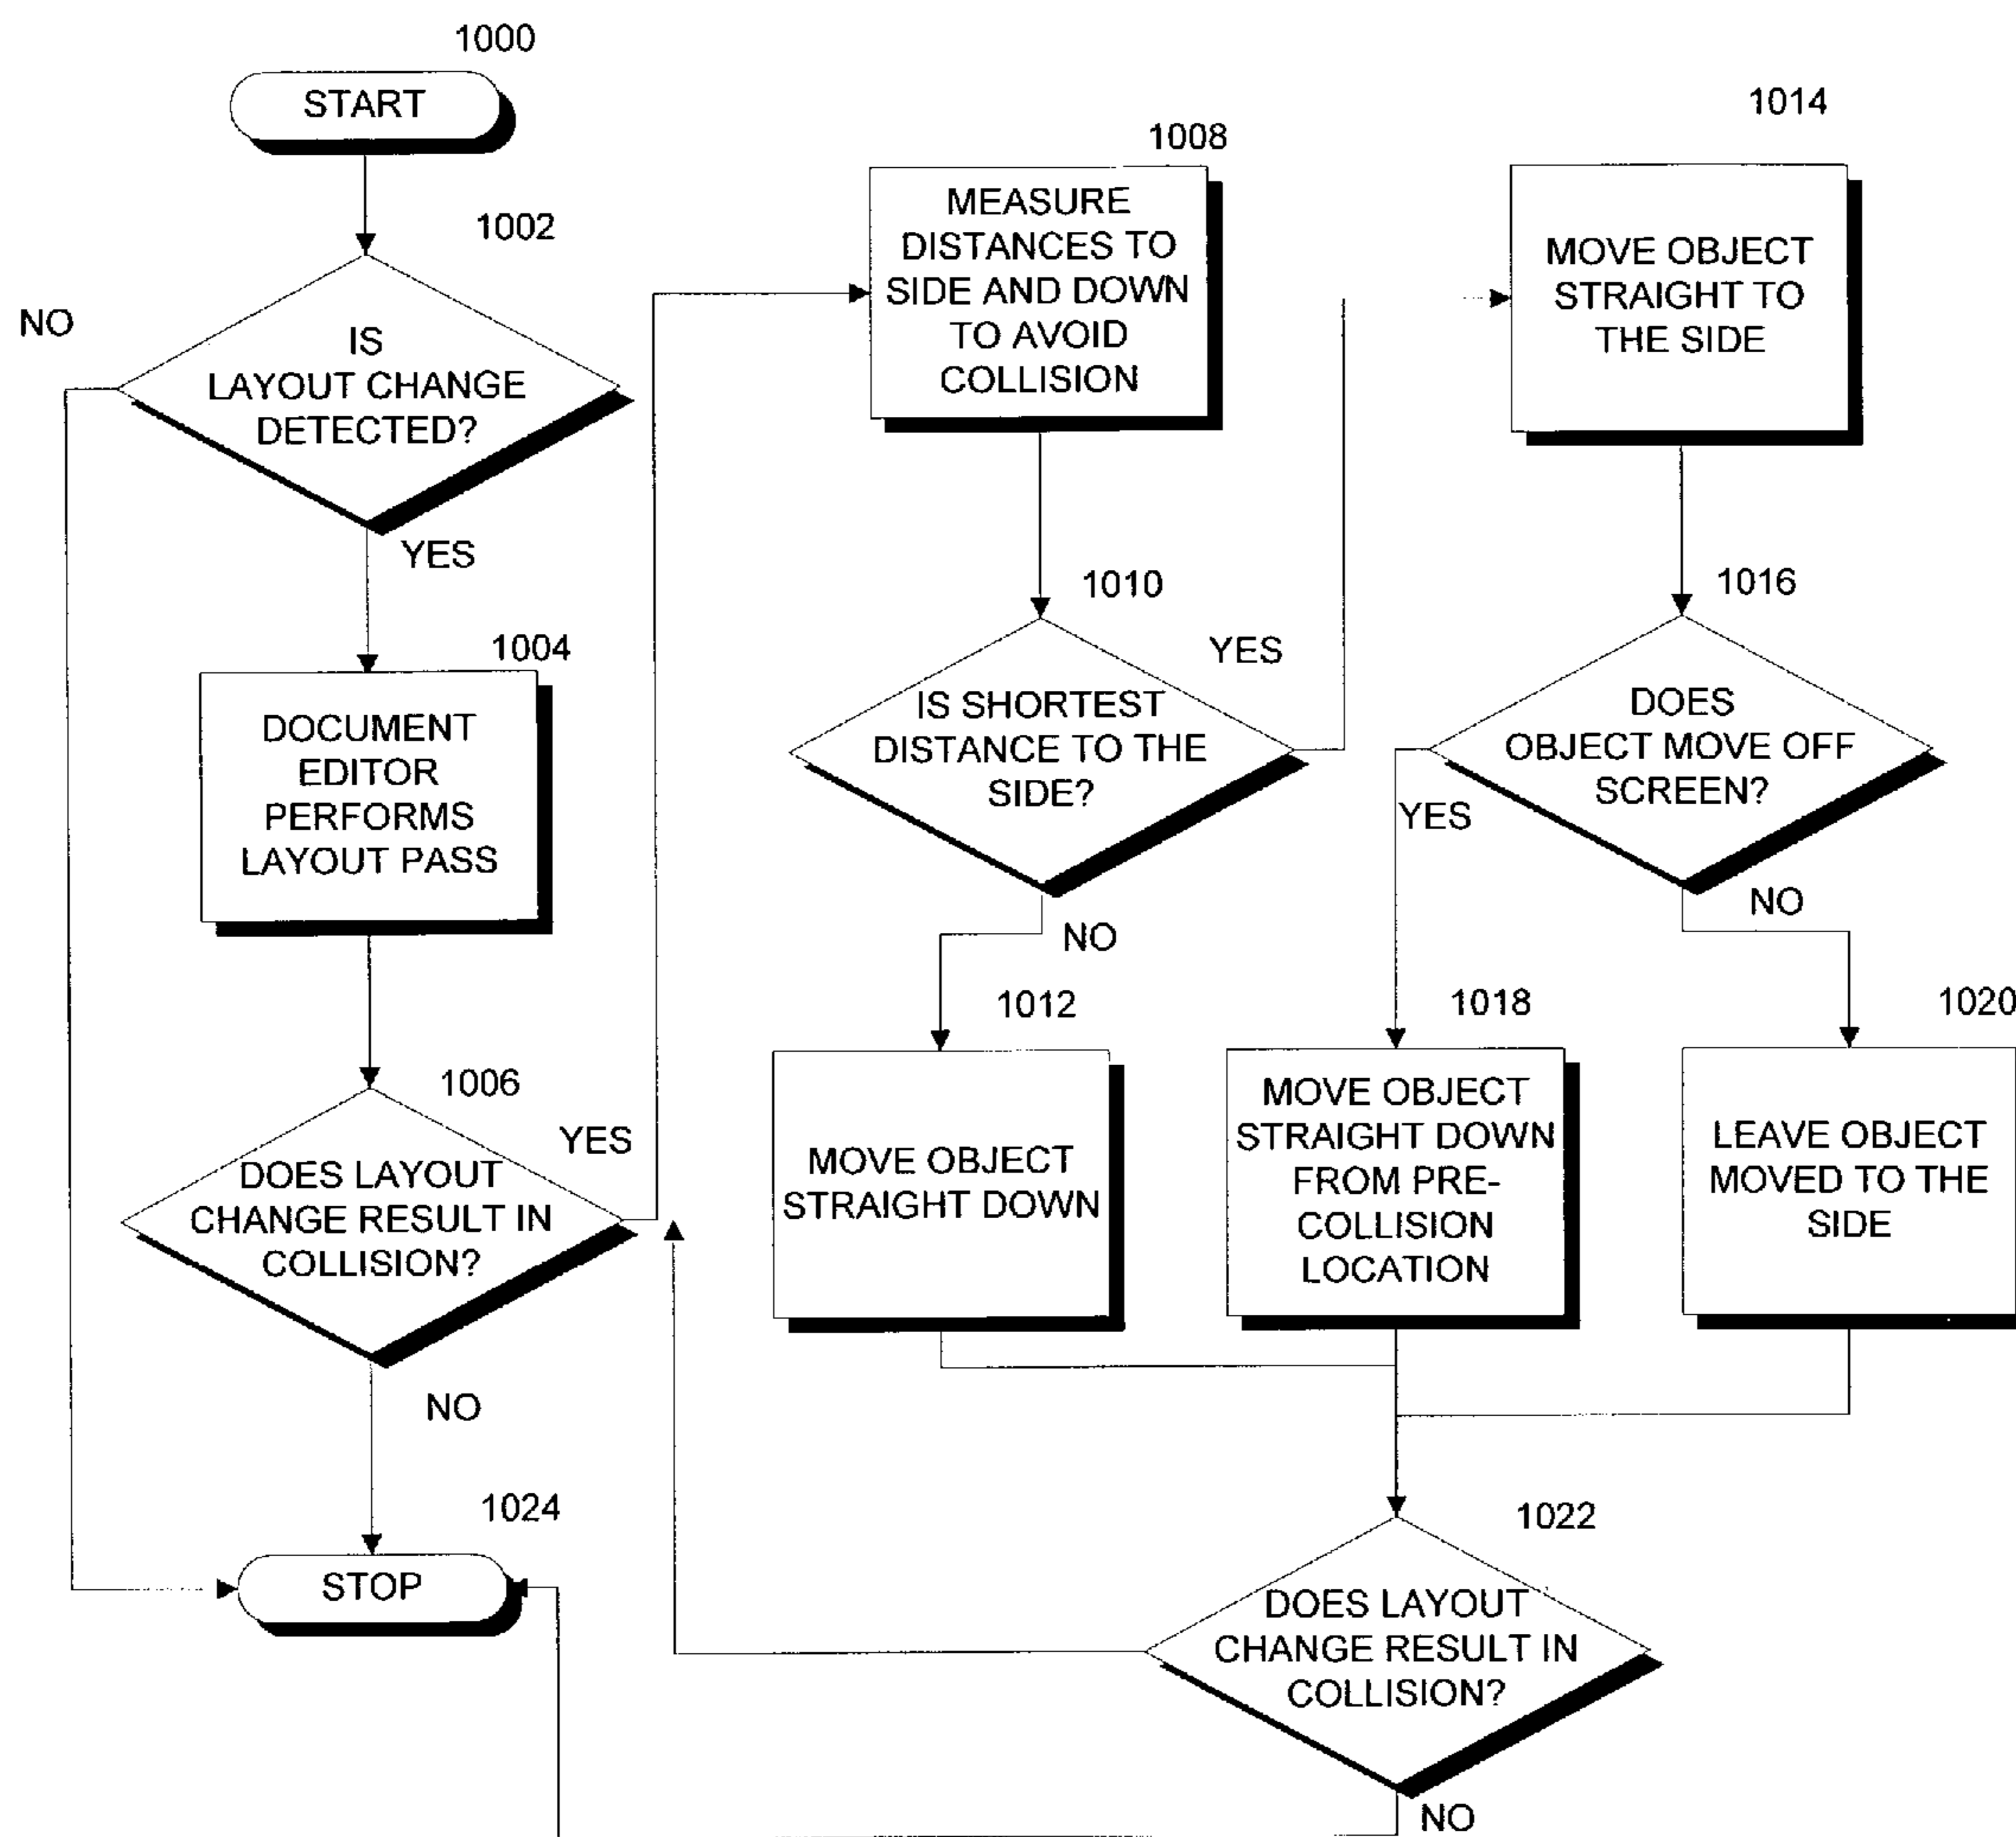 1000
START
1002
NO
IS
LAYOUT CHANGE
DETECTED?
YES
1004
DOCUMENT
EDITOR
PERFORMS
LAYOUT PASS
1006
YES
DOES LAYOUT
CHANGE RESULT IN
COLLISION?
NO
1024
STOP
1008
MEASURE
DISTANCES TO
SIDE AND DOWN
TO AVOID
COLLISION
1010
YES
IS SHORTEST
DISTANCE TO THE
SIDE?
NO
1012
MOVE OBJECT
STRAIGHT DOWN
1014
MOVE OBJECT
STRAIGHT TO
THE SIDE
1016
DOES
OBJECT MOVE OFF
SCREEN?
YES
NO
1018
MOVE OBJECT
STRAIGHT DOWN
FROM PRE-
COLLISION
LOCATION
1020
LEAVE OBJECT
MOVED TO THE
SIDE
1022
DOES LAYOUT
CHANGE RESULT IN
COLLISION?
NO